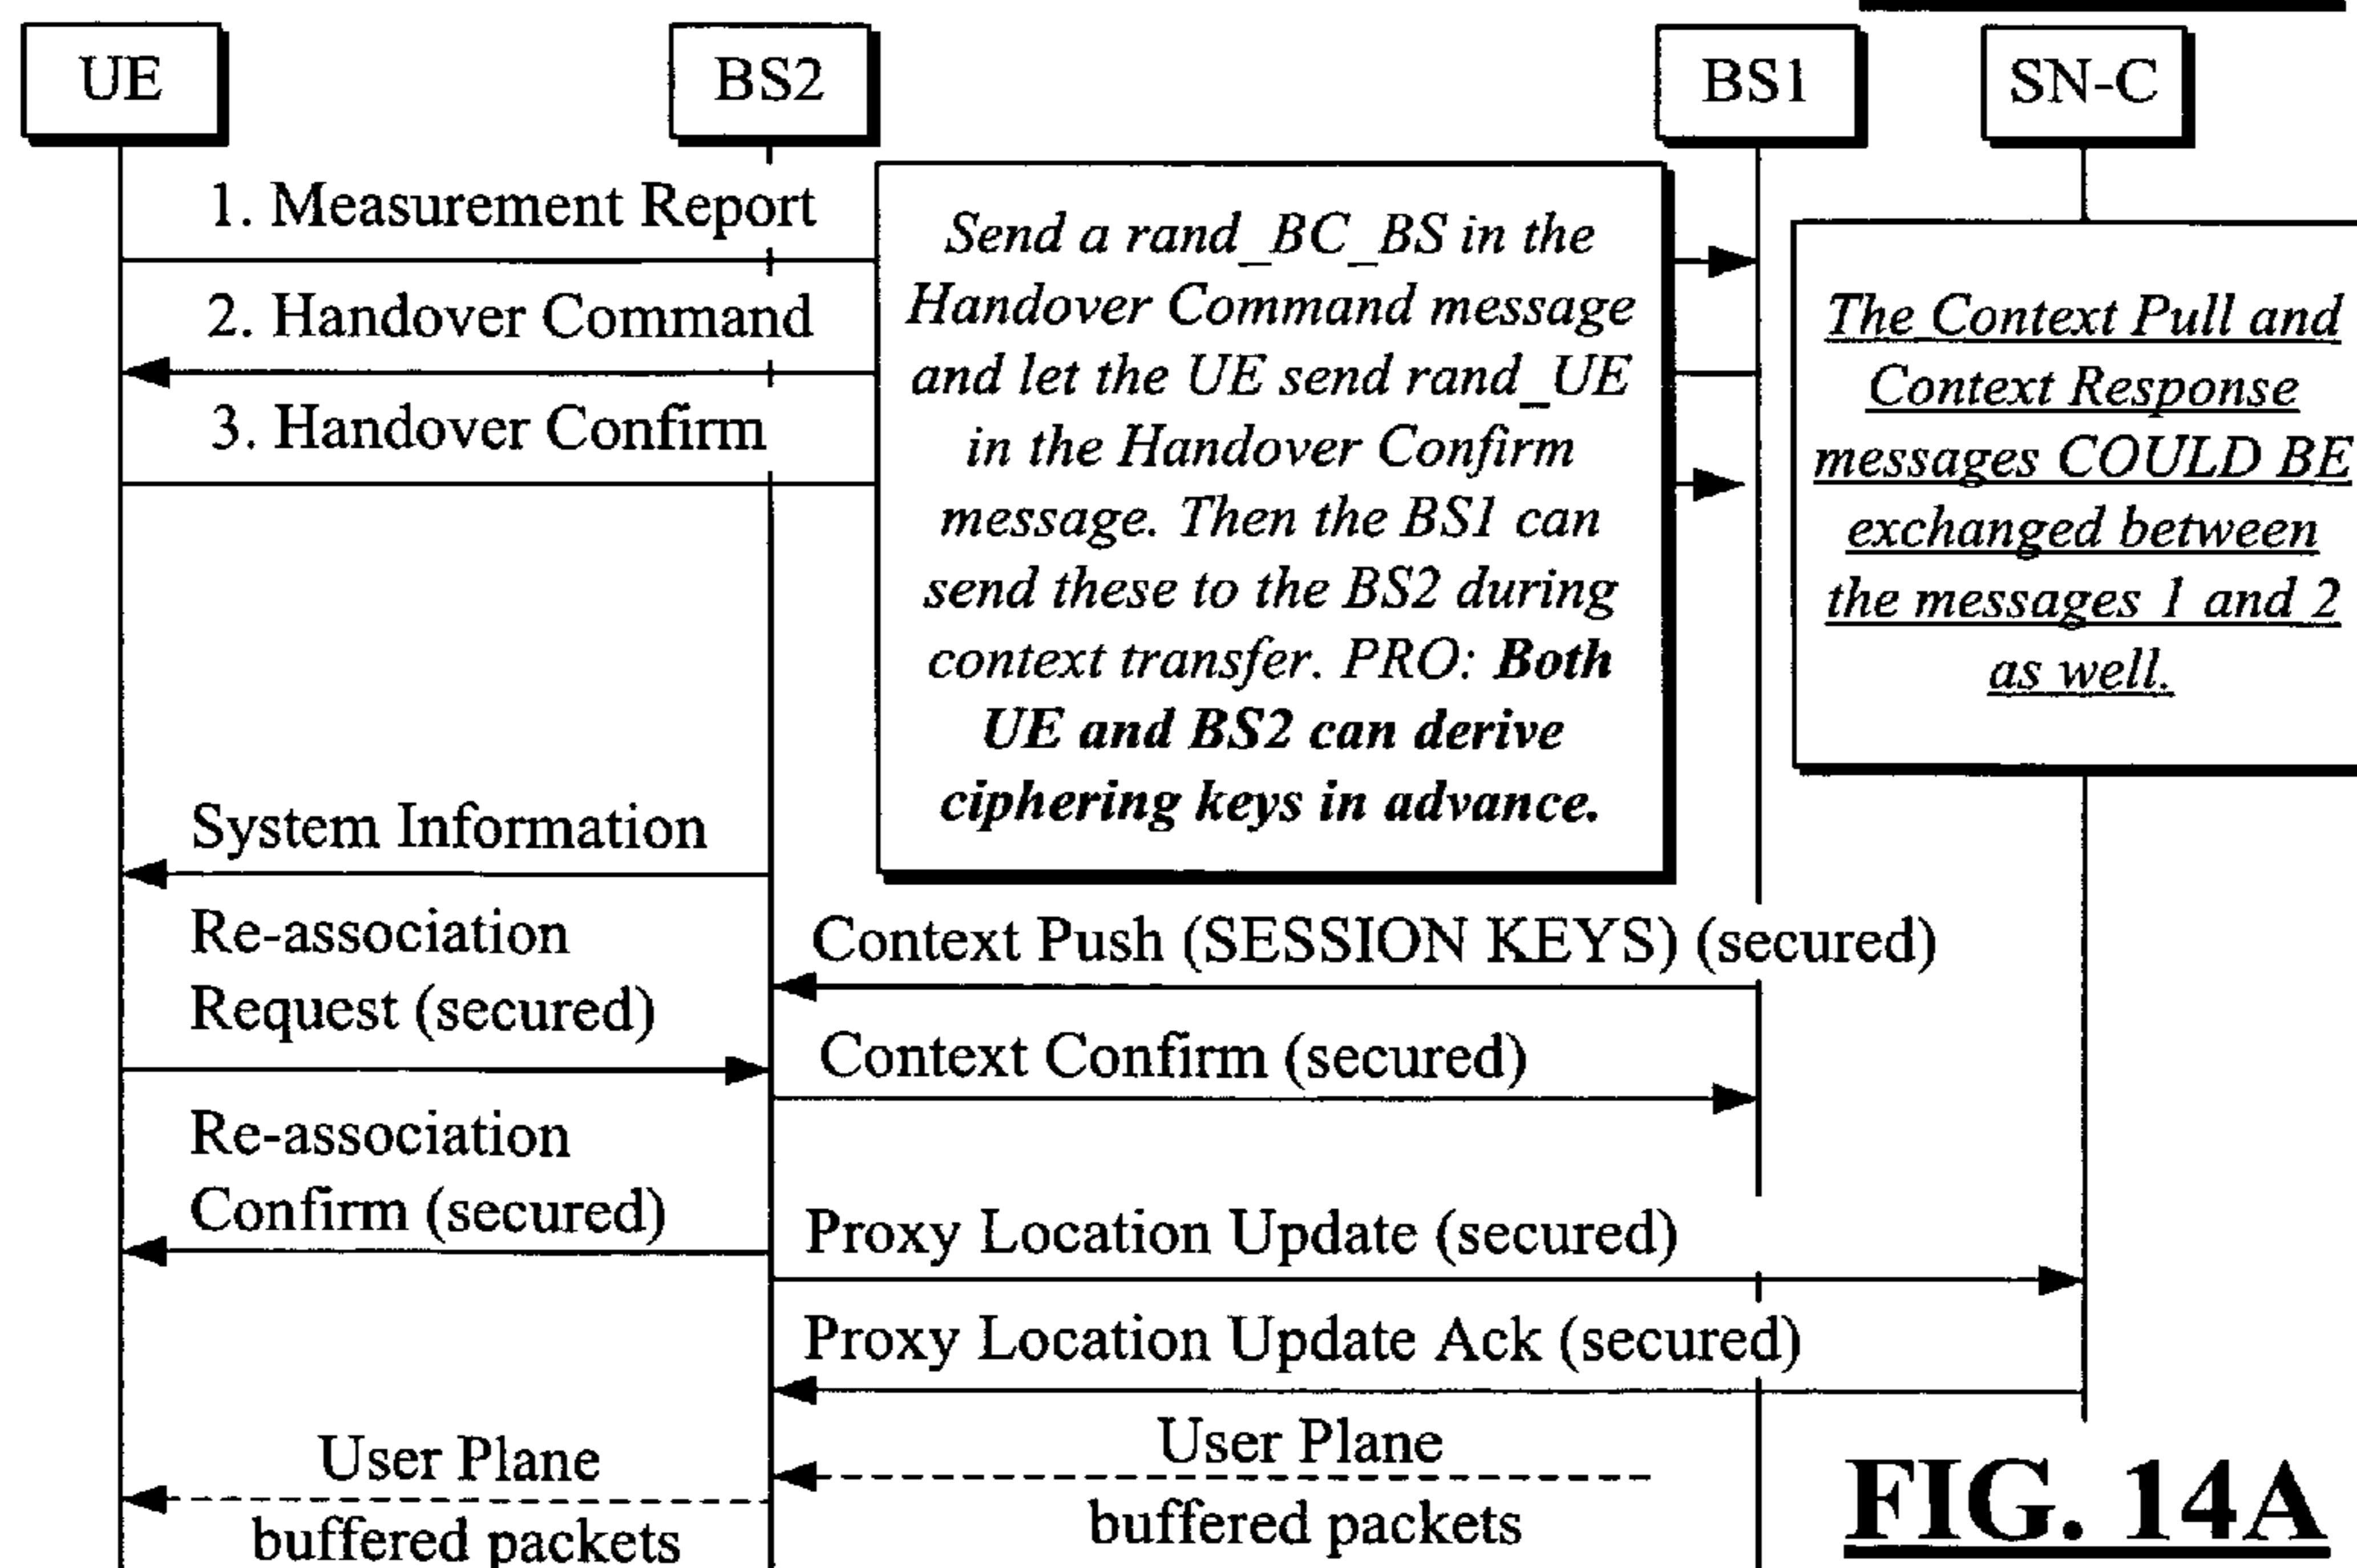 UE
BS2
BS1
SN-C
1. Measurement Report
2. Handover Command
3. Handover Confirm
Send a rand_BC_BS in the
Handover Command message
and let the UE send rand_UE
in the Handover Confirm
message. Then the BS1 can
send these to the BS2 during
context transfer. PRO: Both
UE and BS2 can derive
ciphering keys in advance.
The Context Pull and
Context Response
messages COULD BE
exchanged between
the messages 1 and 2
as well.
System Information
Re-association
Request (secured)
Context Push (SESSION KEYS) (secured)
Context Confirm (secured)
Re-association
Confirm (secured)
Proxy Location Update (secured)
Proxy Location Update Ack (secured)
User Plane
buffered packets
User Plane
buffered packets
FIG. 14A